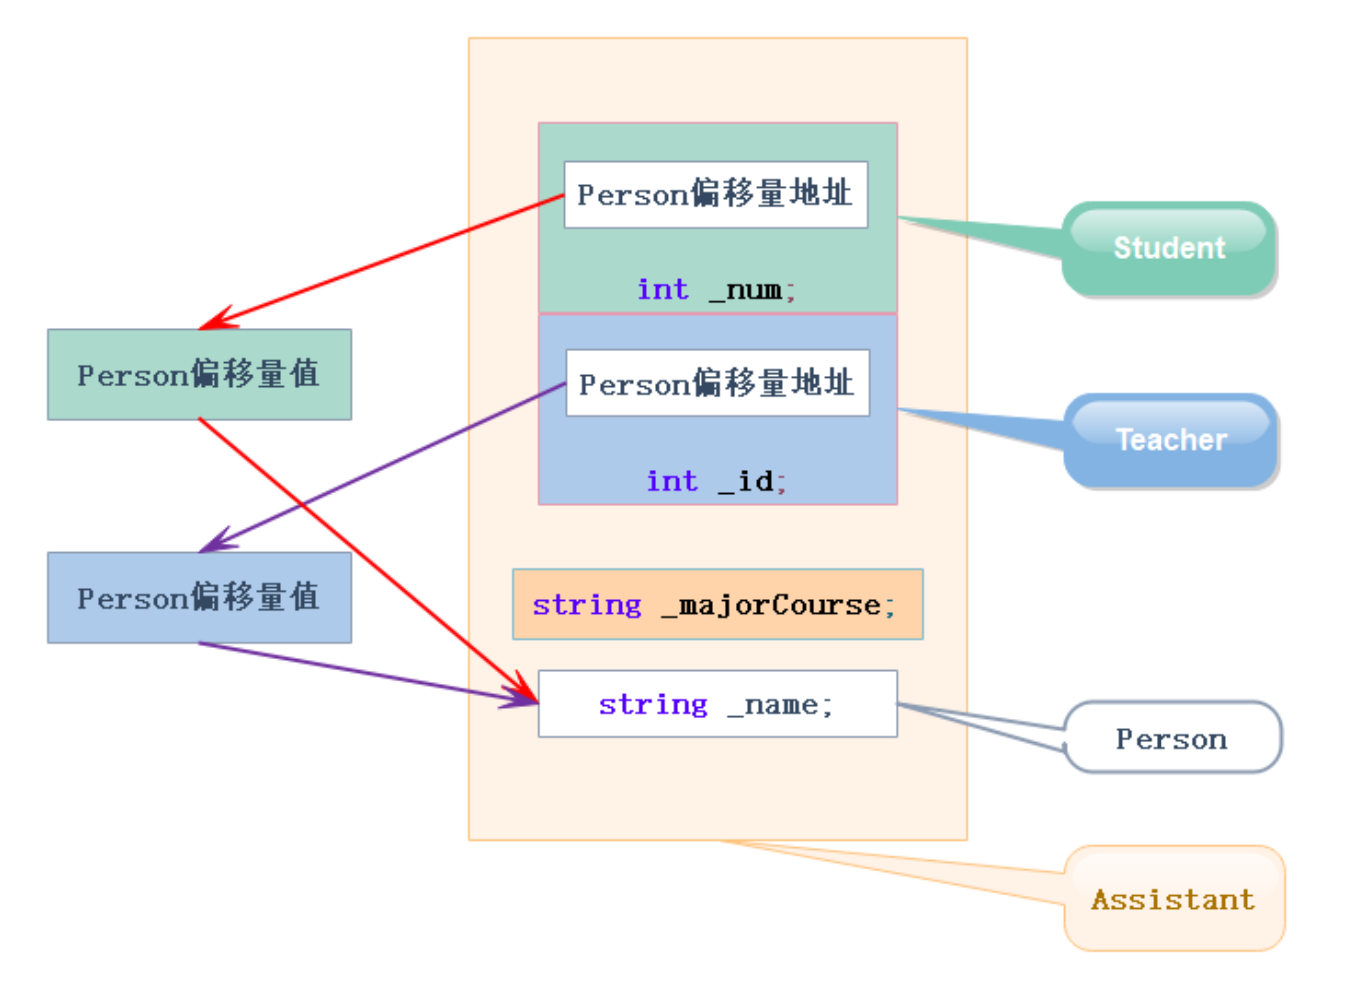 Person偏移量地址
Student
int _num;
Person偏移量值
Person偏移量地址
Teacher
int _id;
Person偏移量值
string _majorCourse;
string _name;
Person
Assistant